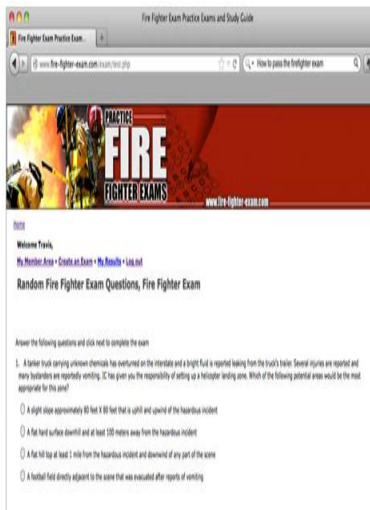 Fire Fighter Exam Practice Exams and Study Guide
Fire Fighter Exam Practice Exam...
www.fire-fighter-exam.com/exam/test.php
How to pass the firefighter exam
PRACTICE
FIRE
FIGHTER EXAMS
www.fire-fighter-exam.com
Home
Welcome Travis,
My Member Area • Create an Exam • My Results • Log out
Random Fire Fighter Exam Questions, Fire Fighter Exam
Answer the following questions and click next to complete the exam
1. A tanker truck carrying unknown chemicals has overturned on the interstate and a bright fluid is reported leaking from the truck's trailer. Several injuries are reported and
many bystanders are reportedly vomiting. IC has given you the responsibility of setting up a helicopter landing zone. Which of the following potential areas would be the most
appropriate for this zone?
A slight slope approximately 80 feet X 80 feet that is uphill and upwind of the hazardous incident
A flat hard surface downhill and at least 100 meters away from the hazardous incident
A flat hill top at least 1 mile from the hazardous incident and downwind of any part of the scene
A football field directly adjacent to the scene that was evacuated after reports of vomiting